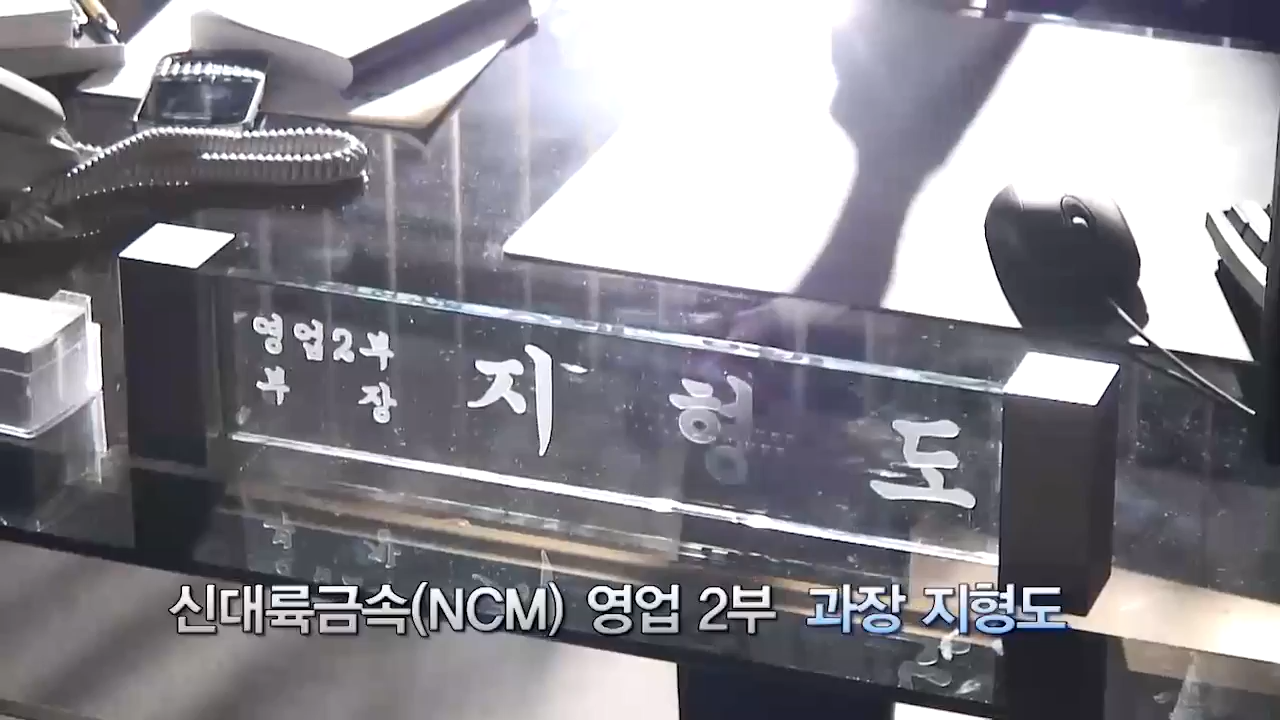 영업2부
부 장
지 형 도
신대륙금속(NCM) 영업 2부 과장 지형도